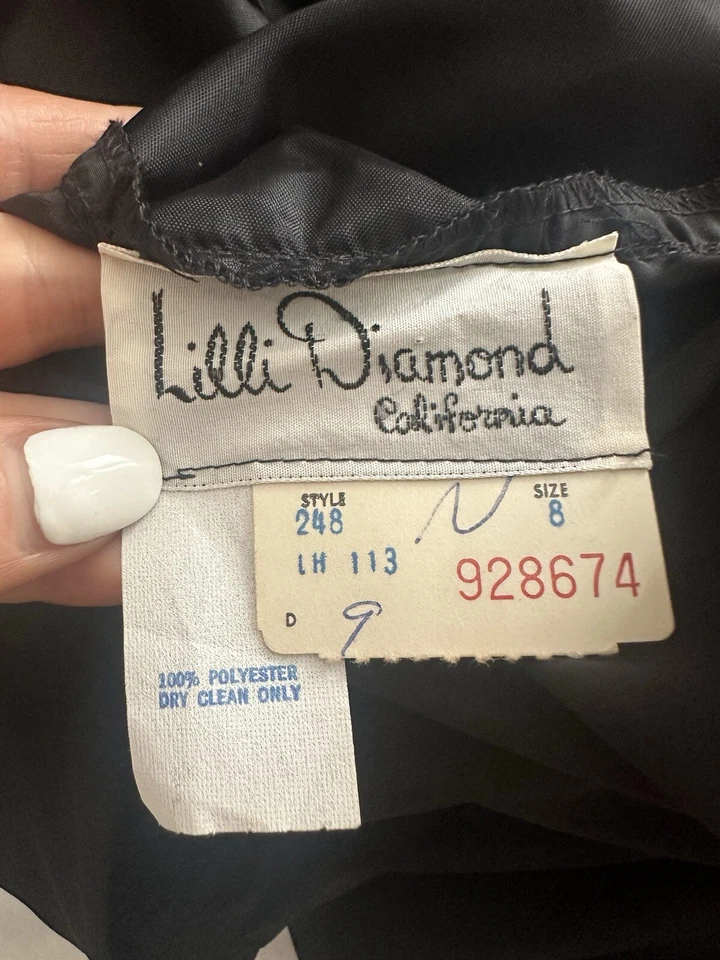 Lilli Diamond
California
STYLE SIZE
248 8
LH 113 928674
D 9
100% POLYESTER
DRY CLEAN ONLY